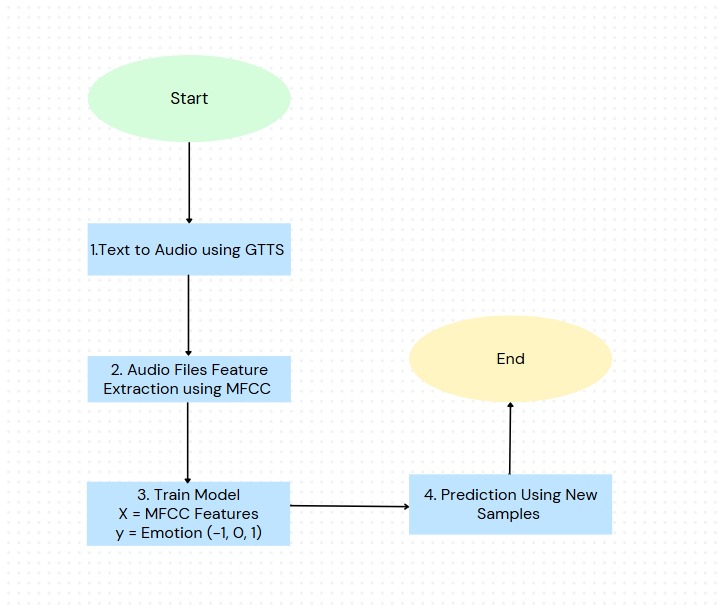 Start
1.Text to Audio using GTTS
2. Audio Files Feature
Extraction using MFCC
3. Train Model
X = MFCC Features
y = Emotion (-1, 0, 1)
4. Prediction Using New
Samples
End